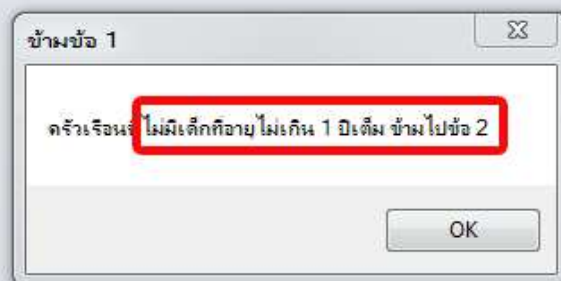 ข้ามข้อ 1
ครัวเรือนนี้ ไม่มีเด็กที่อายุไม่เกิน 1 ปีเต็ม ข้ามไปข้อ 2
OK